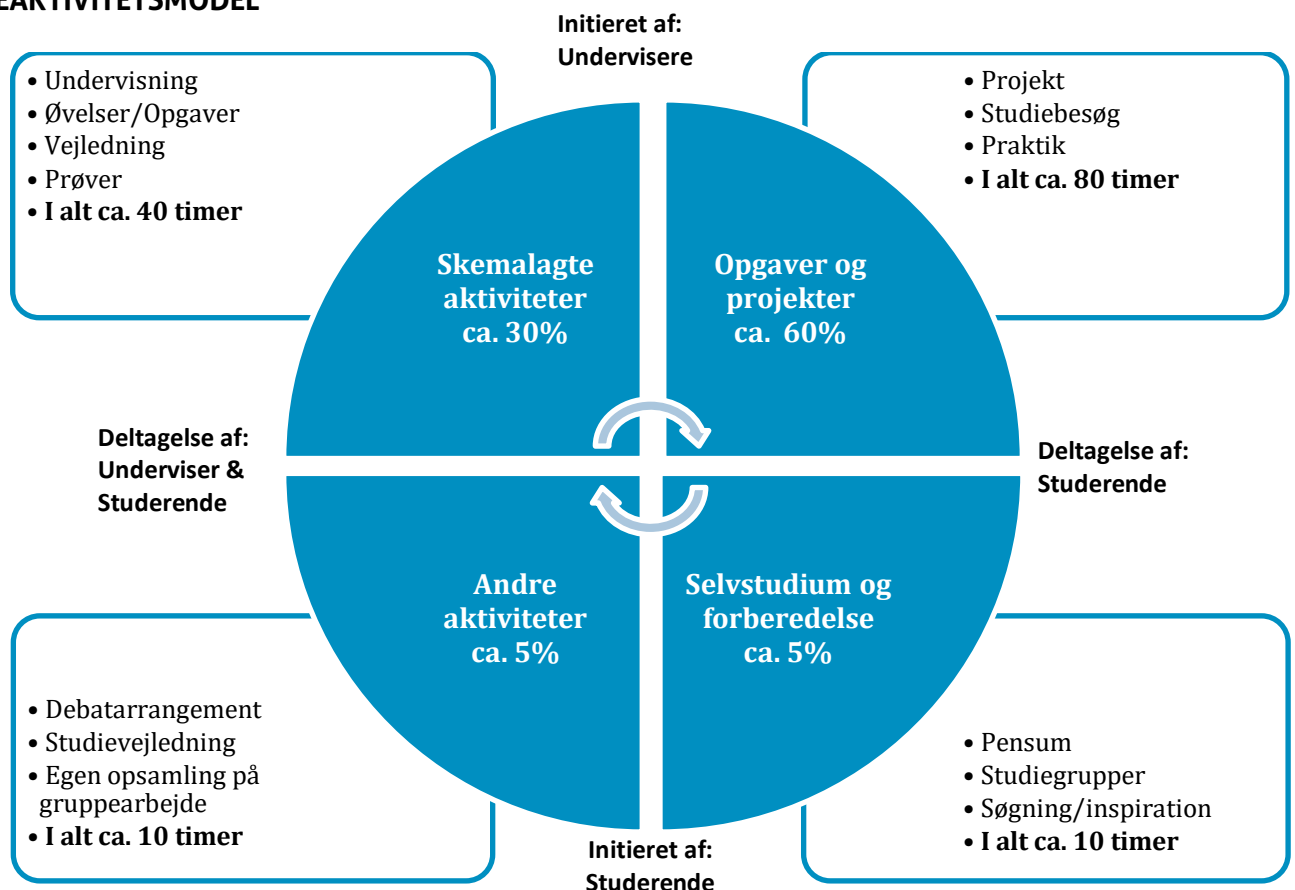 EAKTIVITETSMODEL
Initieret af:
Undervisere
• Undervisning
• Øvelser/Opgaver
• Vejledning
• Prøver
• I alt ca. 40 timer
• Projekt
• Studiebesøg
• Praktik
• I alt ca. 80 timer
Skemalagte
aktiviteter
ca. 30%
Opgaver og
projekter
ca.  60%
Deltagelse af:
Underviser &
Studerende
Deltagelse af:
Studerende
Andre
aktiviteter
ca. 5%
Selvstudium og
forberedelse
ca. 5%
• Debatarrangement
• Studievejledning
• Egen opsamling på
gruppearbejde
• I alt ca. 10 timer
• Pensum
• Studiegrupper
• Søgning/inspiration
• I alt ca. 10 timer
Initieret af:
Studerende